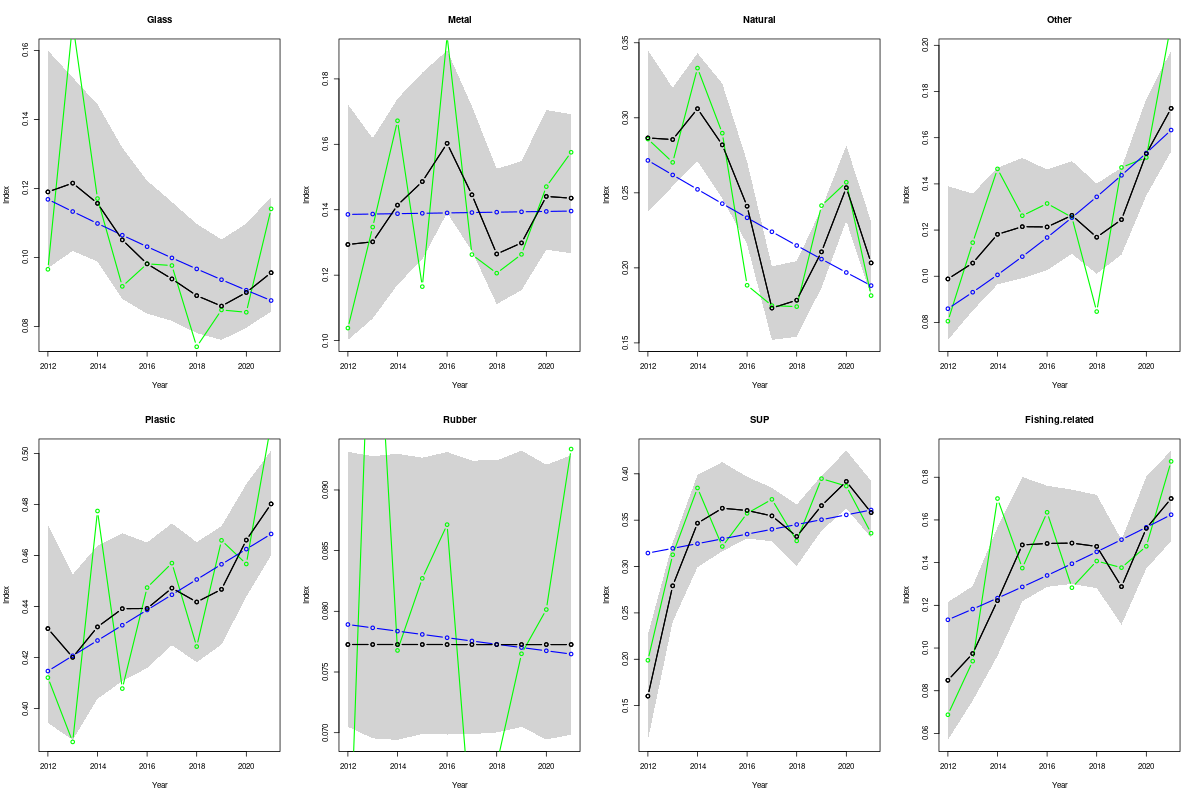 Glass
Index
0.08 0.10 0.12 0.14 0.16
2012 2014 2016 2018 2020
Year
Metal
Index
0.10 0.12 0.14 0.16 0.18
2012 2014 2016 2018 2020
Year
Natural
Index
0.15 0.20 0.25 0.30 0.35
2012 2014 2016 2018 2020
Year
Other
Index
0.08 0.10 0.12 0.14 0.16 0.18 0.20
2012 2014 2016 2018 2020
Year
Plastic
Index
0.40 0.42 0.44 0.46 0.48 0.50
2012 2014 2016 2018 2020
Year
Rubber
Index
0.070 0.075 0.080 0.085 0.090
2012 2014 2016 2018 2020
Year
SUP
Index
0.15 0.20 0.25 0.30 0.35 0.40
2012 2014 2016 2018 2020
Year
Fishing.related
Index
0.06 0.08 0.10 0.12 0.14 0.16 0.18
2012 2014 2016 2018 2020
Year